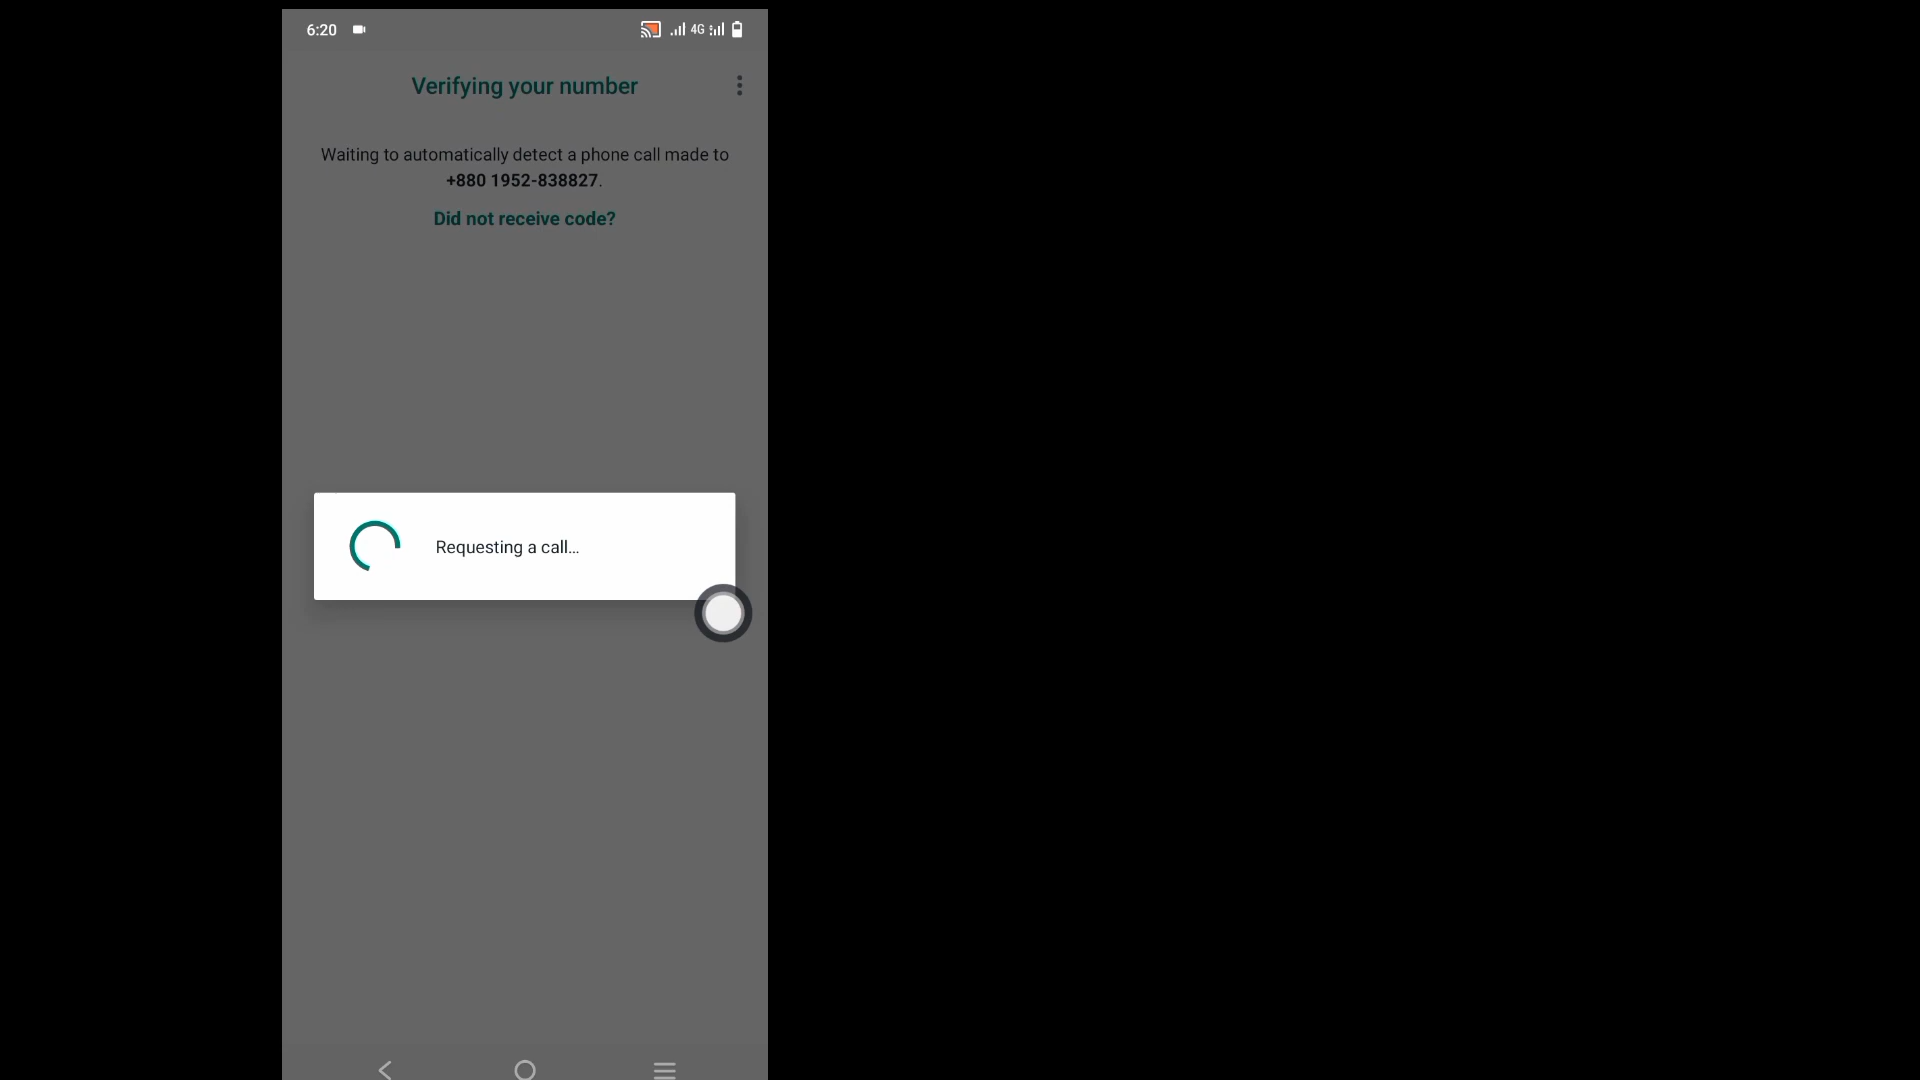 6:20
4G
Verifying your number
Waiting to automatically detect a phone call made to
+880 1952-838827.
Did not receive code?
Requesting a call...